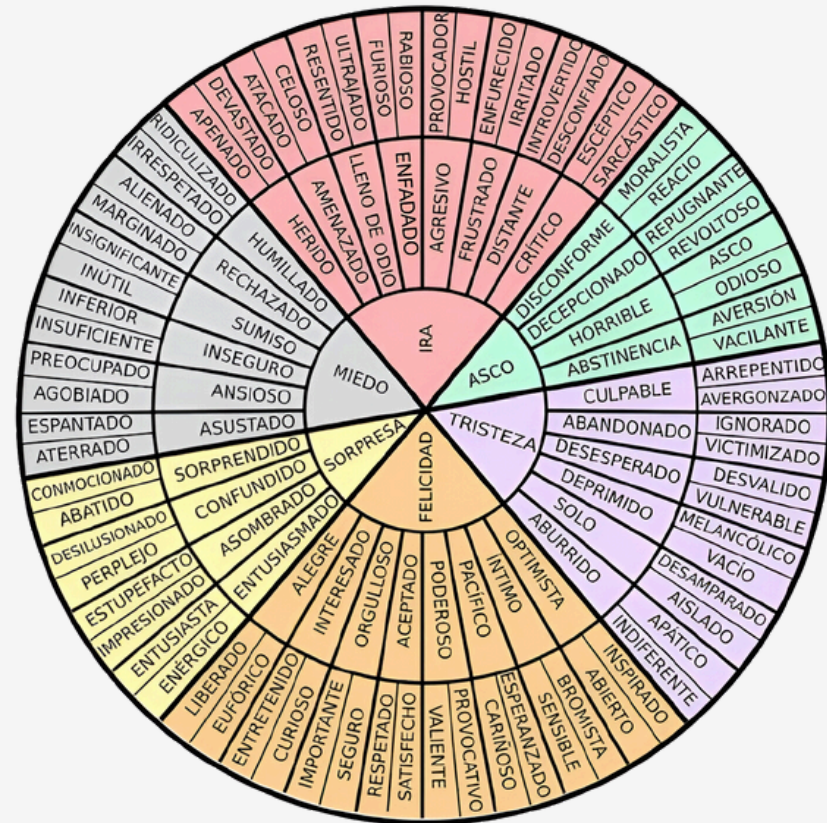 IRA
HERIDO
AMENAZADO
LLENO DE ODIO
ENFADADO
AGRESIVO
FRUSTRADO
DISTANTE
CRÍTICO
APENADO
DEVASTADO
ATACADO
CELOSO
RESENTIDO
ULTRAJADO
FURIOSO
RABIOSO
PROVOCADOR
HOSTIL
ENFURECIDO
IRRITADO
INTROVERTIDO
DESCONFIADO
ESCÉPTICO
SARCÁSTICO
ASCO
DISCONFORME
DECEPCIONADO
HORRIBLE
ABSTINENCIA
MORALISTA
REACIO
REPUGNANTE
REVOLTOSO
ASCO
ODIOSO
AVERSIÓN
VACILANTE
TRISTEZA
CULPABLE
ABANDONADO
DESESPERADO
DEPRIMIDO
SOLO
ABURRIDO
ARREPENTIDO
AVERGONZADO
IGNORADO
VICTIMIZADO
DESVALIDO
VULNERABLE
MELANCÓLICO
VACÍO
DESAMPARADO
AISLADO
APÁTICO
INDIFERENTE
FELICIDAD
OPTIMISTA
ÍNTIMO
PACÍFICO
PODEROSO
ACEPTADO
ORGULLOSO
INTERESADO
ALEGRE
INSPIRADO
ABIERTO
BROMISTA
SENSIBLE
ESPERANZADO
CARIÑOSO
PROVOCATIVO
VALIENTE
SATISFECHO
RESPETADO
SEGURO
IMPORTANTE
CURIOSO
ENTRETENIDO
EUFÓRICO
LIBERADO
SORPRESA
ENTUSIASMADO
ASOMBRADO
CONFUNDIDO
SORPRENDIDO
ENÉRGICO
ENTUSIASTA
IMPRESIONADO
ESTUPEFACTO
PERPLEJO
DESILUSIONADO
ABATIDO
CONMOCIONADO
MIEDO
ASUSTADO
ANSIOSO
INSEGURO
SUMISO
RECHAZADO
HUMILLADO
ATERRADO
ESPANTADO
AGOBIADO
PREOCUPADO
INSUFICIENTE
INFERIOR
INÚTIL
INSIGNIFICANTE
MARGINADO
ALIENADO
IRRESPETADO
RIDICULIZADO